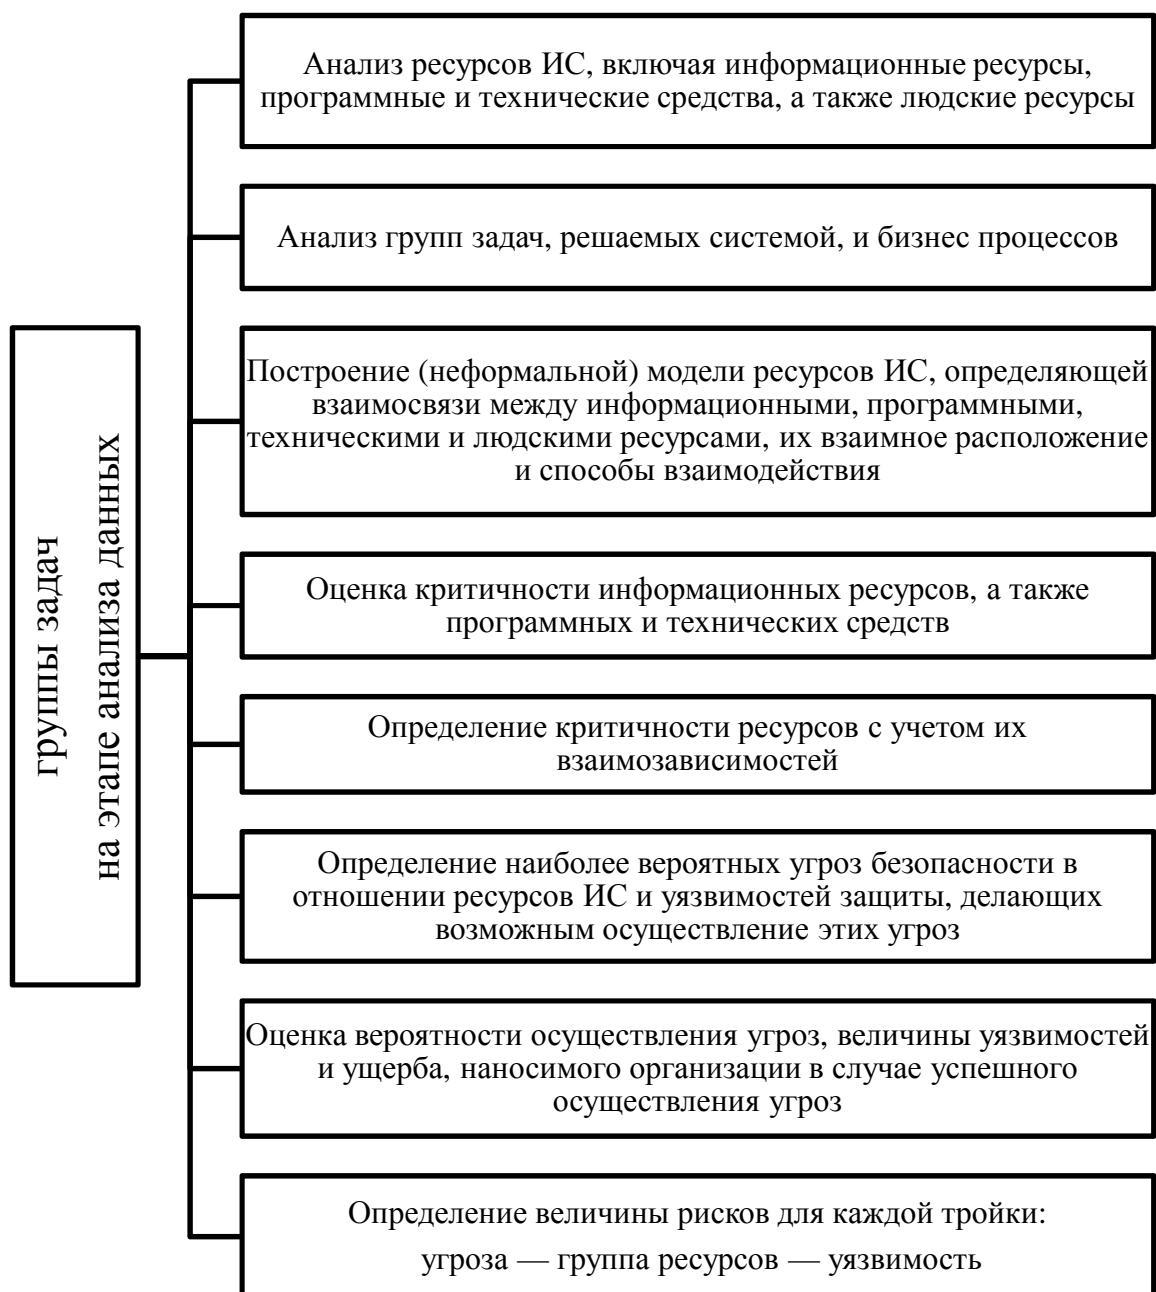 группы задач
на этапе анализа данных
Анализ ресурсов ИС, включая информационные ресурсы,
программные и технические средства, а также людские ресурсы
Анализ групп задач, решаемых системой, и бизнес процессов
Построение (неформальной) модели ресурсов ИС, определяющей
взаимосвязи между информационными, программными,
техническими и людскими ресурсами, их взаимное расположение
и способы взаимодействия
Оценка критичности информационных ресурсов, а также
программных и технических средств
Определение критичности ресурсов с учетом их
взаимозависимостей
Определение наиболее вероятных угроз безопасности в
отношении ресурсов ИС и уязвимостей защиты, делающих
возможным осуществление этих угроз
Оценка вероятности осуществления угроз, величины уязвимостей
и ущерба, наносимого организации в случае успешного
осуществления угроз
Определение величины рисков для каждой тройки:
угроза — группа ресурсов — уязвимость